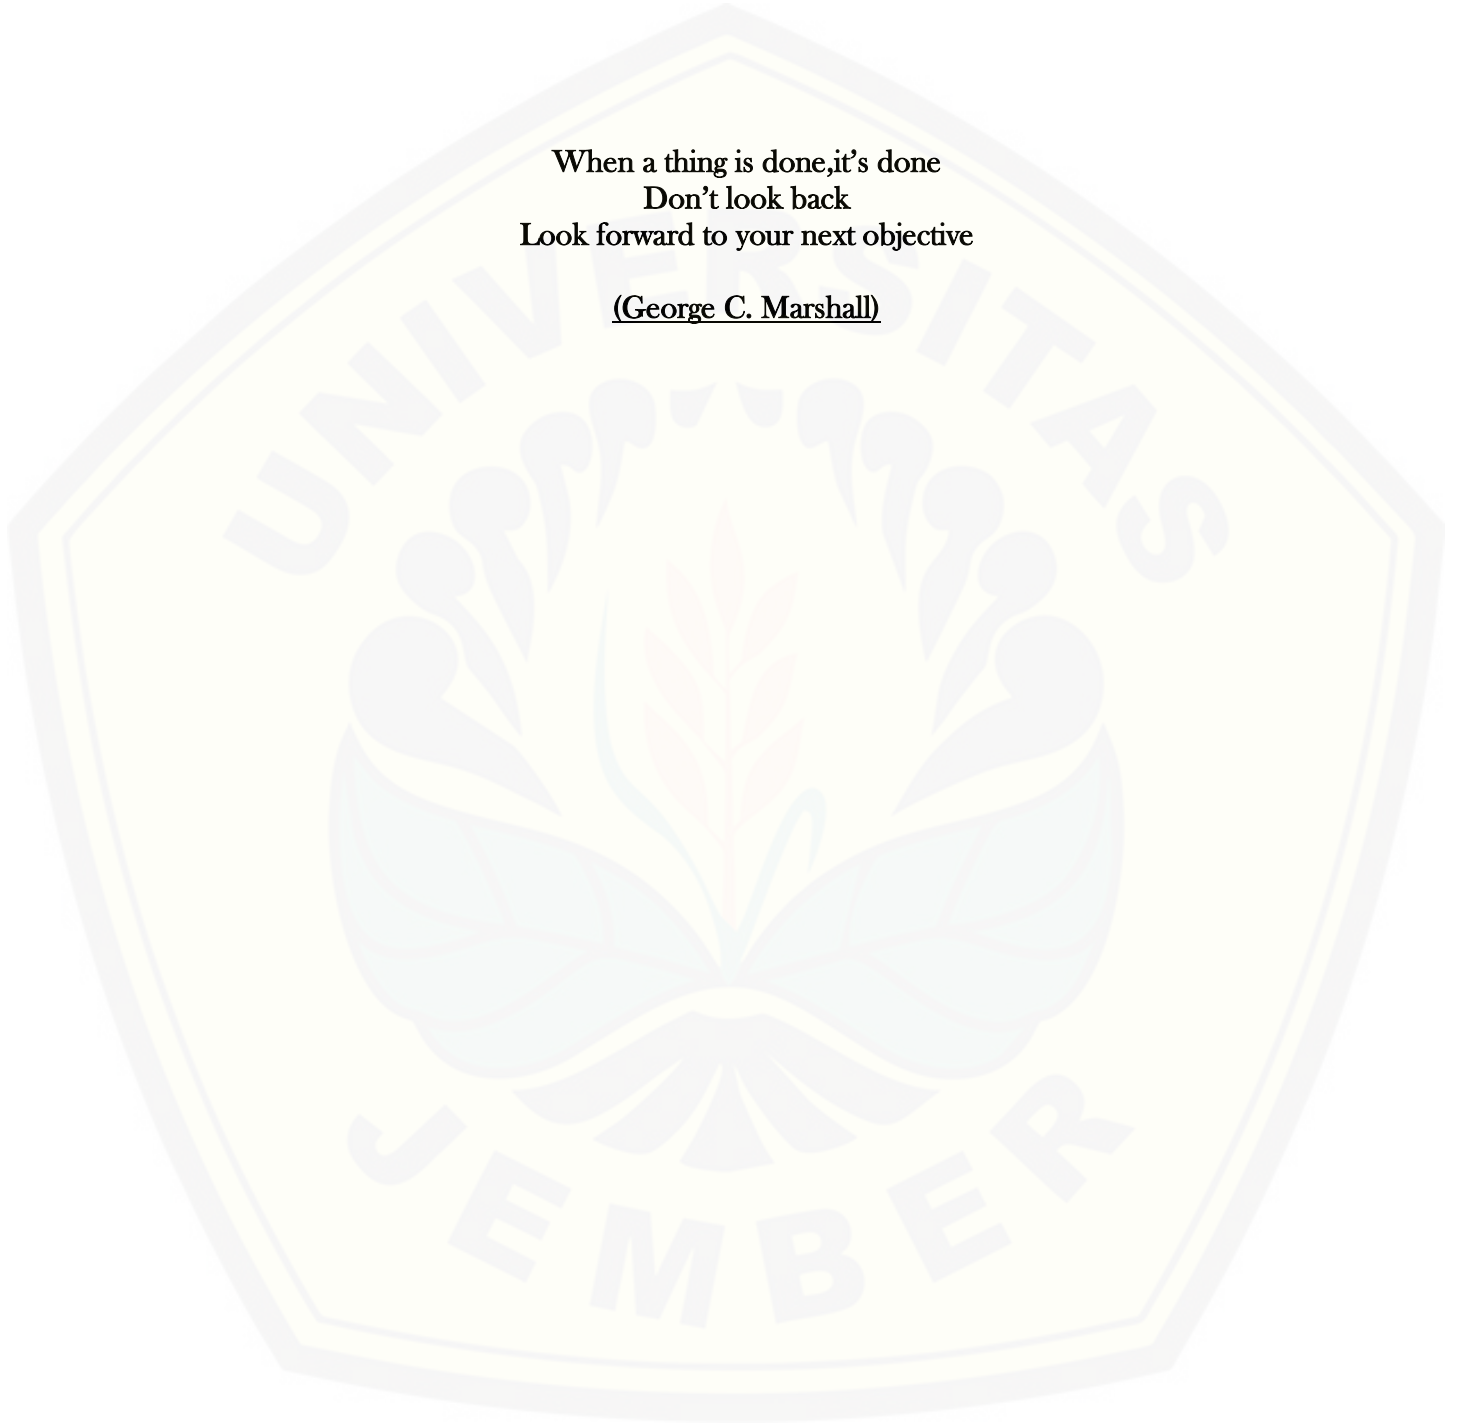 When a thing is done,it’s done
Don’t look back
Look forward to your next objective
(George C. Marshall)
UNIVERSITAS
JEMBER